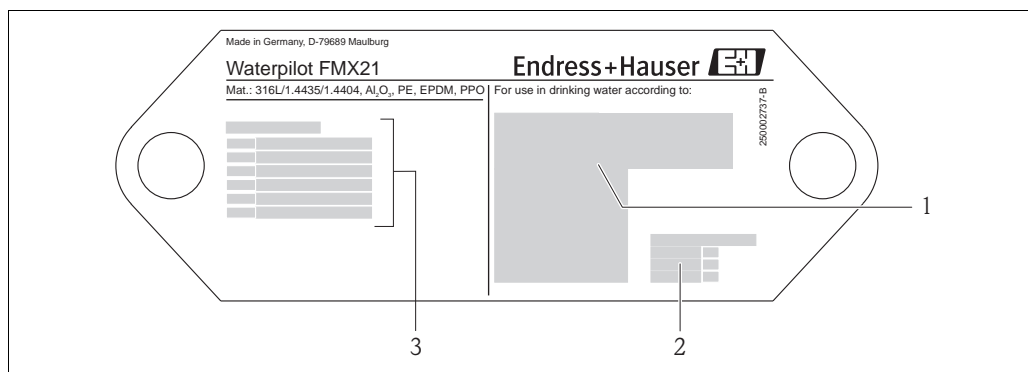 Made in Germany, D-79689 Maulburg
Waterpilot FMX21
Endress+Hauser EH
Mat.: 316L/1.4435/1.4404, Al₂O₃, PE, EPDM, PPO
For use in drinking water according to:
250002737-B
1
2
3